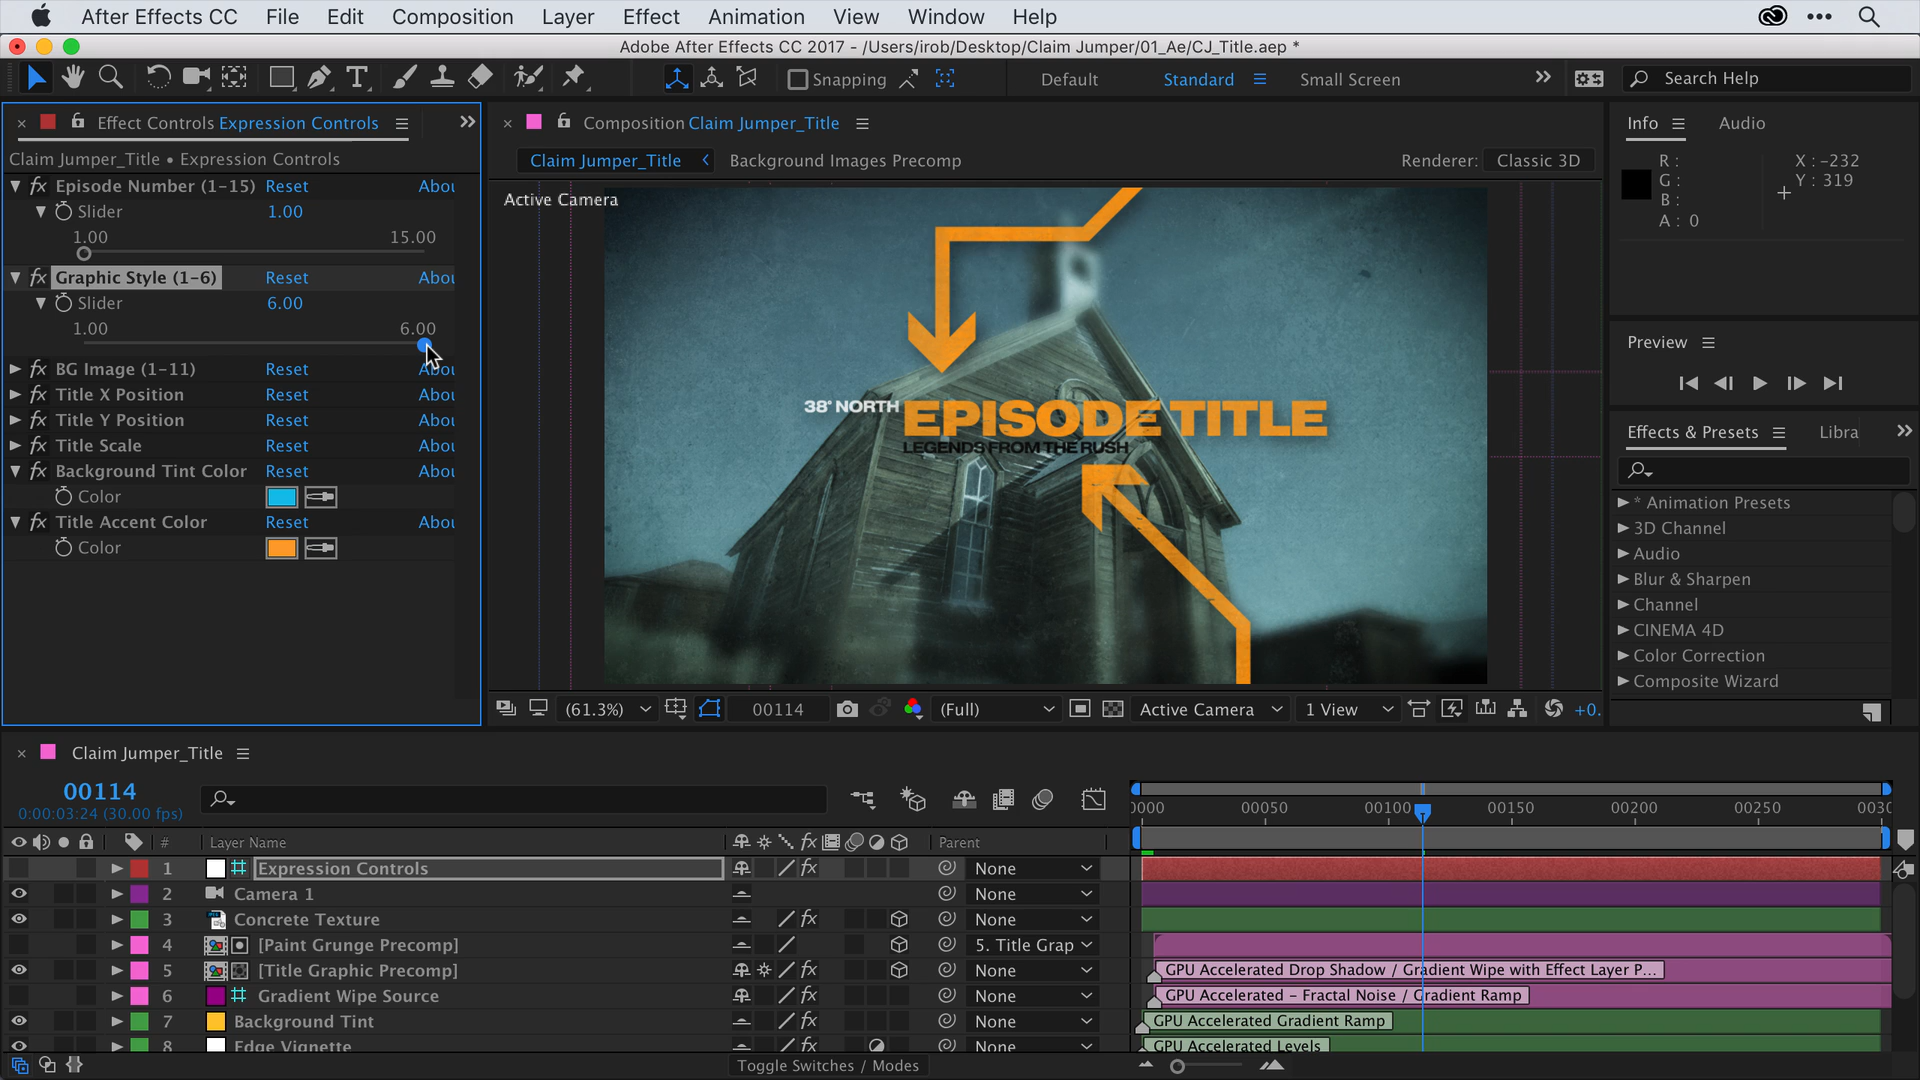 After Effects CC File Edit Composition Layer Effect Animation View Window Help
Adobe After Effects CC 2017 - /Users/irob/Desktop/Claim Jumper/01_Ae/CJ_Title.aep *
Snapping Default Standard Small Screen Search Help
Effect Controls Expression Controls
Claim Jumper_Title • Expression Controls
Episode Number (1-15) Reset Abou
Slider 1.00
1.00 15.00
Graphic Style (1-6) Reset Abou
Slider 6.00
1.00 6.00
BG Image (1-11) Reset Abou
Title X Position Reset Abou
Title Y Position Reset Abou
Title Scale Reset Abou
Background Tint Color Reset Abou
Color
Title Accent Color Reset Abou
Color
Composition Claim Jumper_Title
Claim Jumper_Title Background Images Precomp Renderer: Classic 3D
Active Camera
38° NORTH EPISODE TITLE
LEGENDS FROM THE RUSH
(61.3%) 00114 (Full) Active Camera 1 View +0.
Info Audio
R : X : -232
G : Y : 319
B :
A : 0
Preview
Effects & Presets Libra
* Animation Presets
3D Channel
Audio
Blur & Sharpen
Channel
CINEMA 4D
Color Correction
Composite Wizard
Claim Jumper_Title
00114
0:00:03:24 (30.00 fps)
0000 00050 00100 00150 00200 00250 0030
# Layer Name Parent
1 Expression Controls None
2 Camera 1 None
3 Concrete Texture None
4 [Paint Grunge Precomp] 5. Title Grap
5 [Title Graphic Precomp] None GPU Accelerated Drop Shadow / Gradient Wipe with Effect Layer P...
6 Gradient Wipe Source None GPU Accelerated - Fractal Noise / Gradient Ramp
7 Background Tint None GPU Accelerated Gradient Ramp
8 Edge Vignette None GPU Accelerated Levels
Toggle Switches / Modes